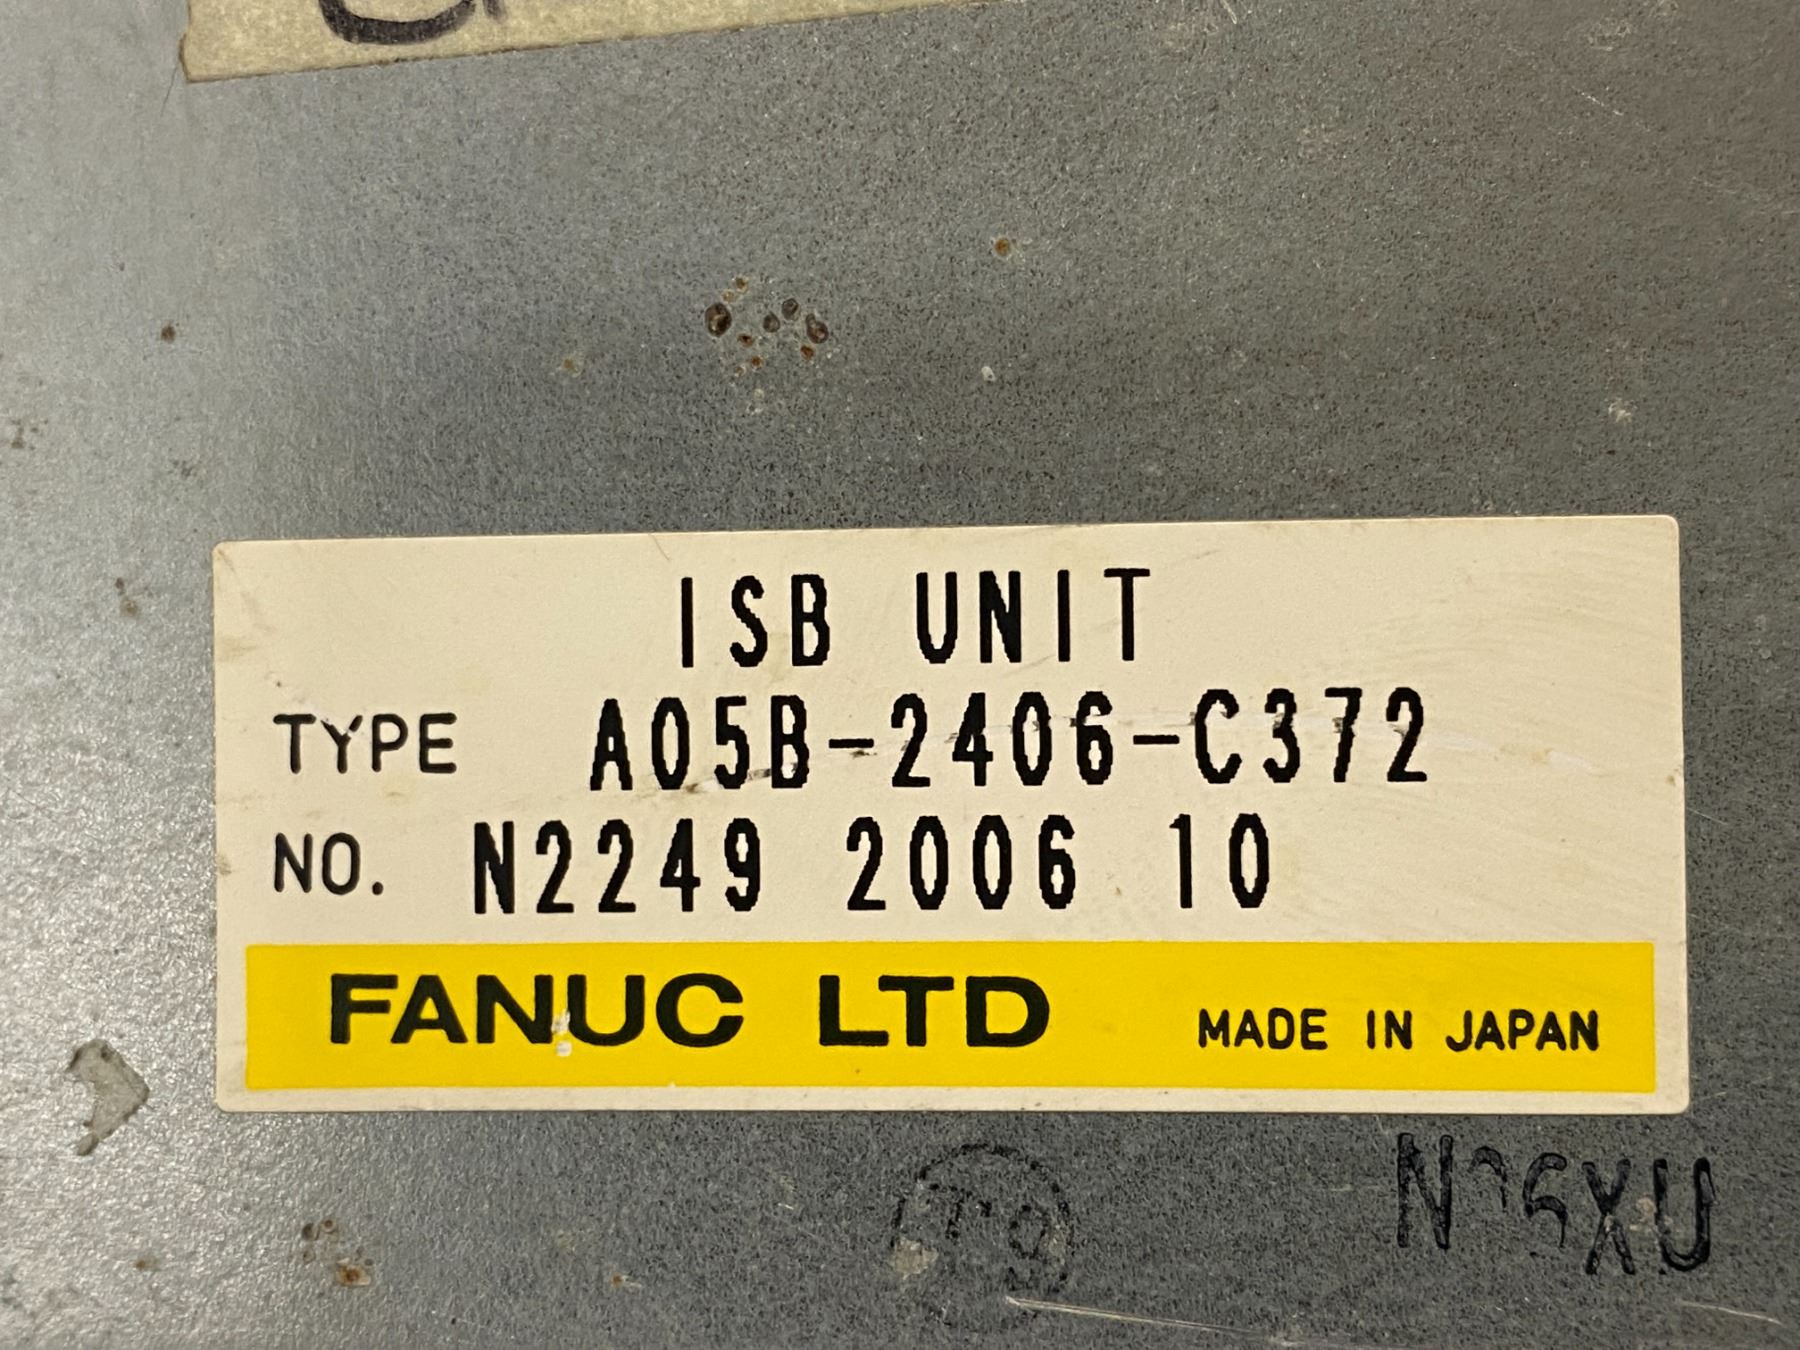 ISB UNIT
TYPE A05B-2406-C372
NO. N2249 2006 10
FANUC LTD MADE IN JAPAN